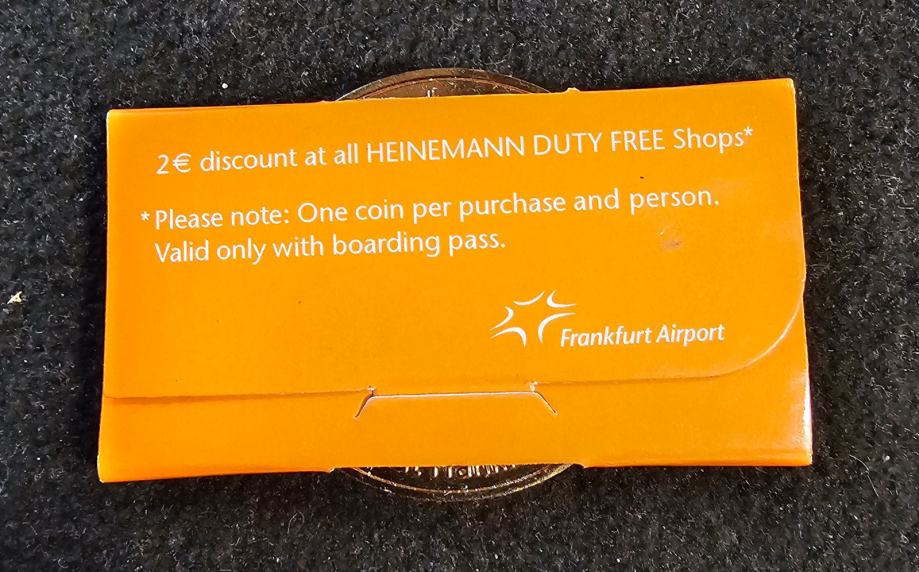 2€ discount at all HEINEMANN DUTY FREE Shops*
* Please note: One coin per purchase and person.
Valid only with boarding pass.
Frankfurt Airport